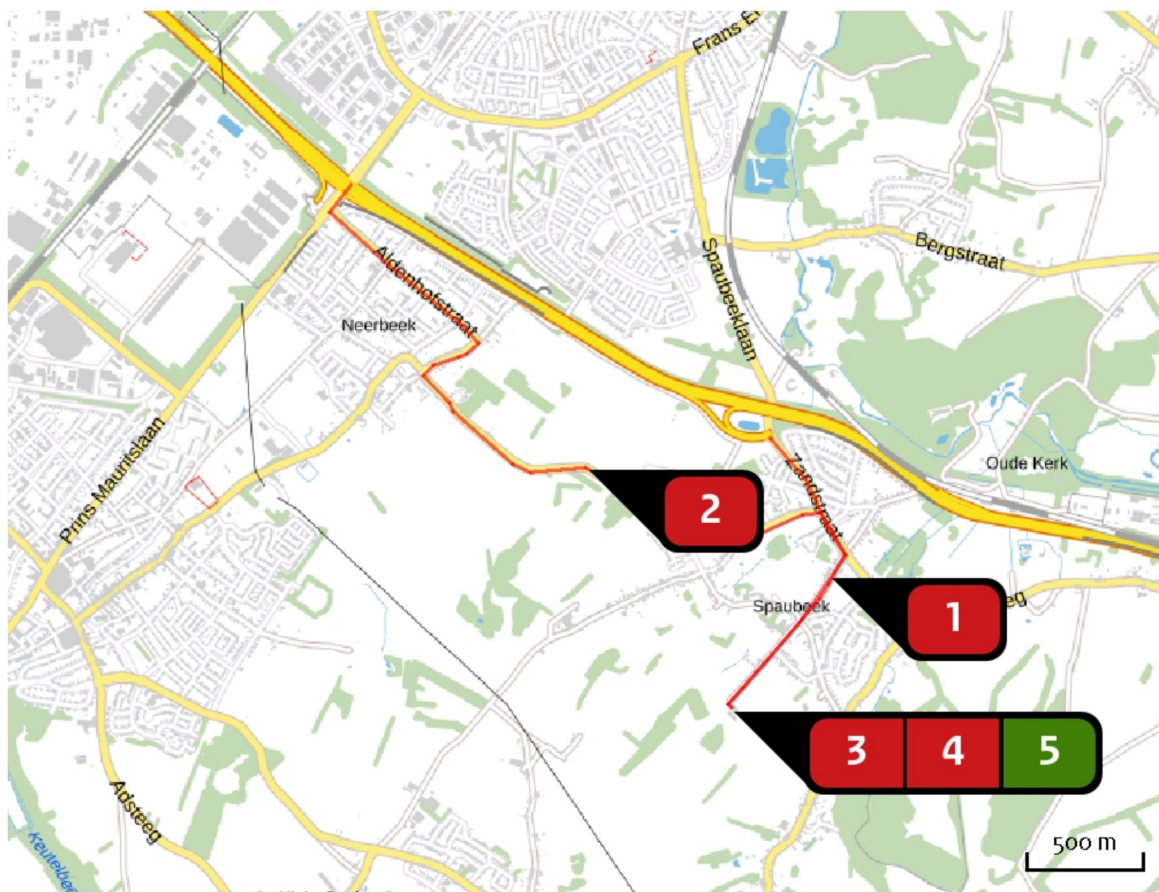 Frans E
Aldenhofstraat
Neerbeek
Spaubeeklaan
Bergstraat
Prins Mauritslaan
Zandstraat
Oude Kerk
2
Spaubeek
1
eg
3 4 5
Adsteeg
Keutelbe
500 m